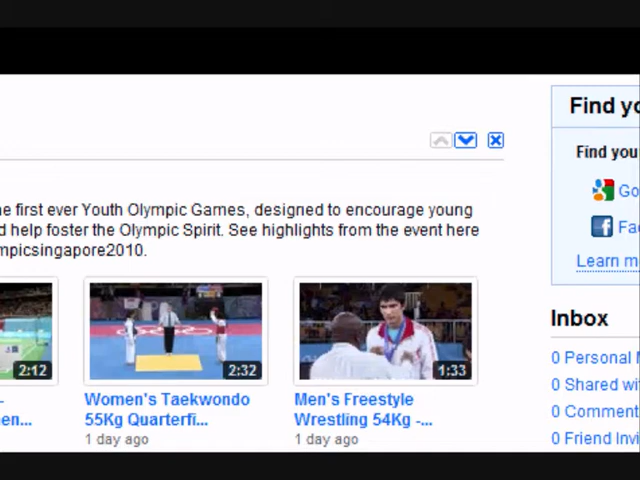 Find yo
Find you
Go
Fac
Learn m
e first ever Youth Olympic Games, designed to encourage young
d help foster the Olympic Spirit. See highlights from the event here
mpicsingapore2010.
2:12
2:32
1:33
-
en...
Women's Taekwondo
55Kg Quarterfi...
1 day ago
Men's Freestyle
Wrestling 54Kg -...
1 day ago
Inbox
0 Personal M
0 Shared wit
0 Comment
0 Friend Invi